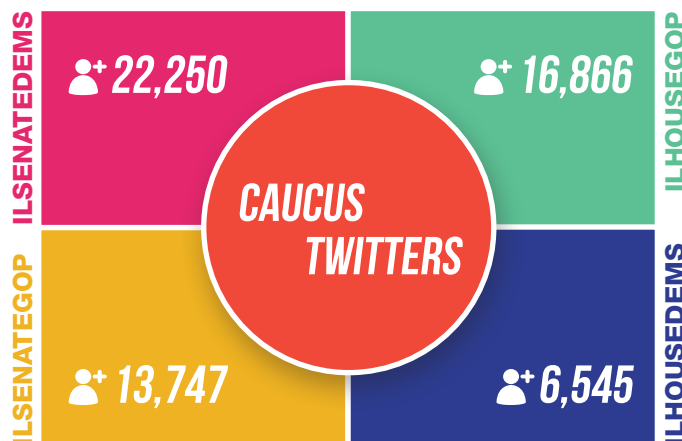 ILSENATEDEMS
22,250
16,866
ILHOUSEGOP
CAUCUS
TWITTERS
ILSENATEGOP
13,747
6,545
ILHOUSEDEMS